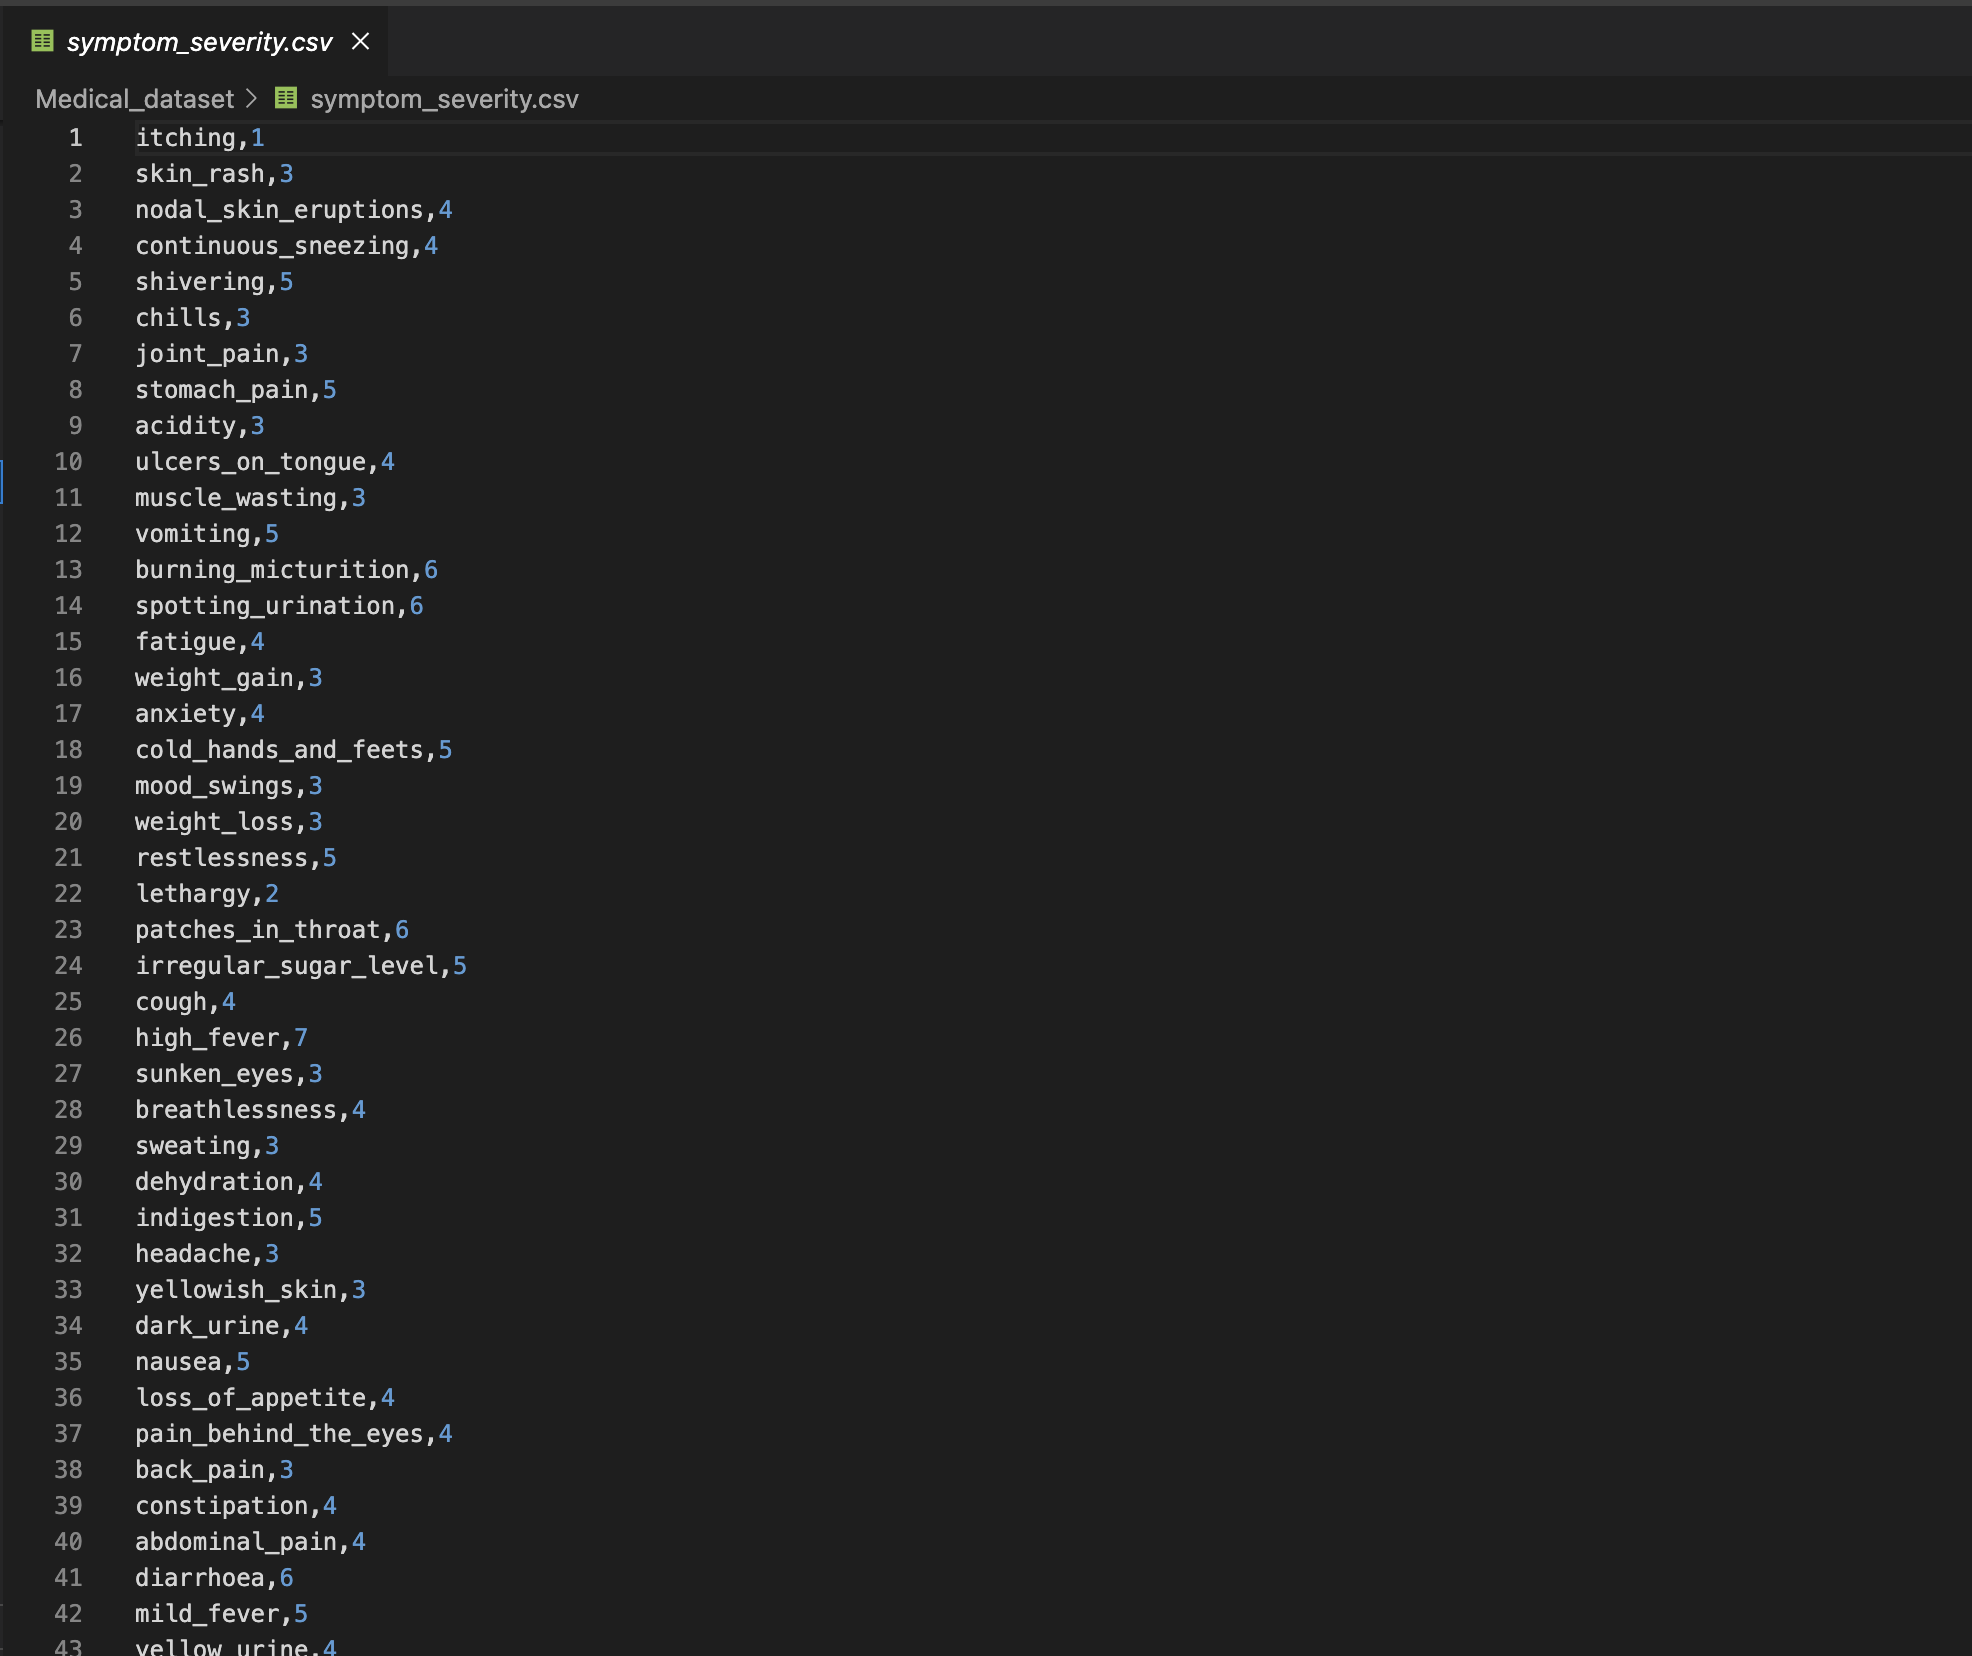 symptom_severity.csv
Medical_dataset > symptom_severity.csv
1 itching,1
2 skin_rash,3
3 nodal_skin_eruptions,4
4 continuous_sneezing,4
5 shivering,5
6 chills,3
7 joint_pain,3
8 stomach_pain,5
9 acidity,3
10 ulcers_on_tongue,4
11 muscle_wasting,3
12 vomiting,5
13 burning_micturition,6
14 spotting_urination,6
15 fatigue,4
16 weight_gain,3
17 anxiety,4
18 cold_hands_and_feets,5
19 mood_swings,3
20 weight_loss,3
21 restlessness,5
22 lethargy,2
23 patches_in_throat,6
24 irregular_sugar_level,5
25 cough,4
26 high_fever,7
27 sunken_eyes,3
28 breathlessness,4
29 sweating,3
30 dehydration,4
31 indigestion,5
32 headache,3
33 yellowish_skin,3
34 dark_urine,4
35 nausea,5
36 loss_of_appetite,4
37 pain_behind_the_eyes,4
38 back_pain,3
39 constipation,4
40 abdominal_pain,4
41 diarrhoea,6
42 mild_fever,5
43 yellow_urine,4